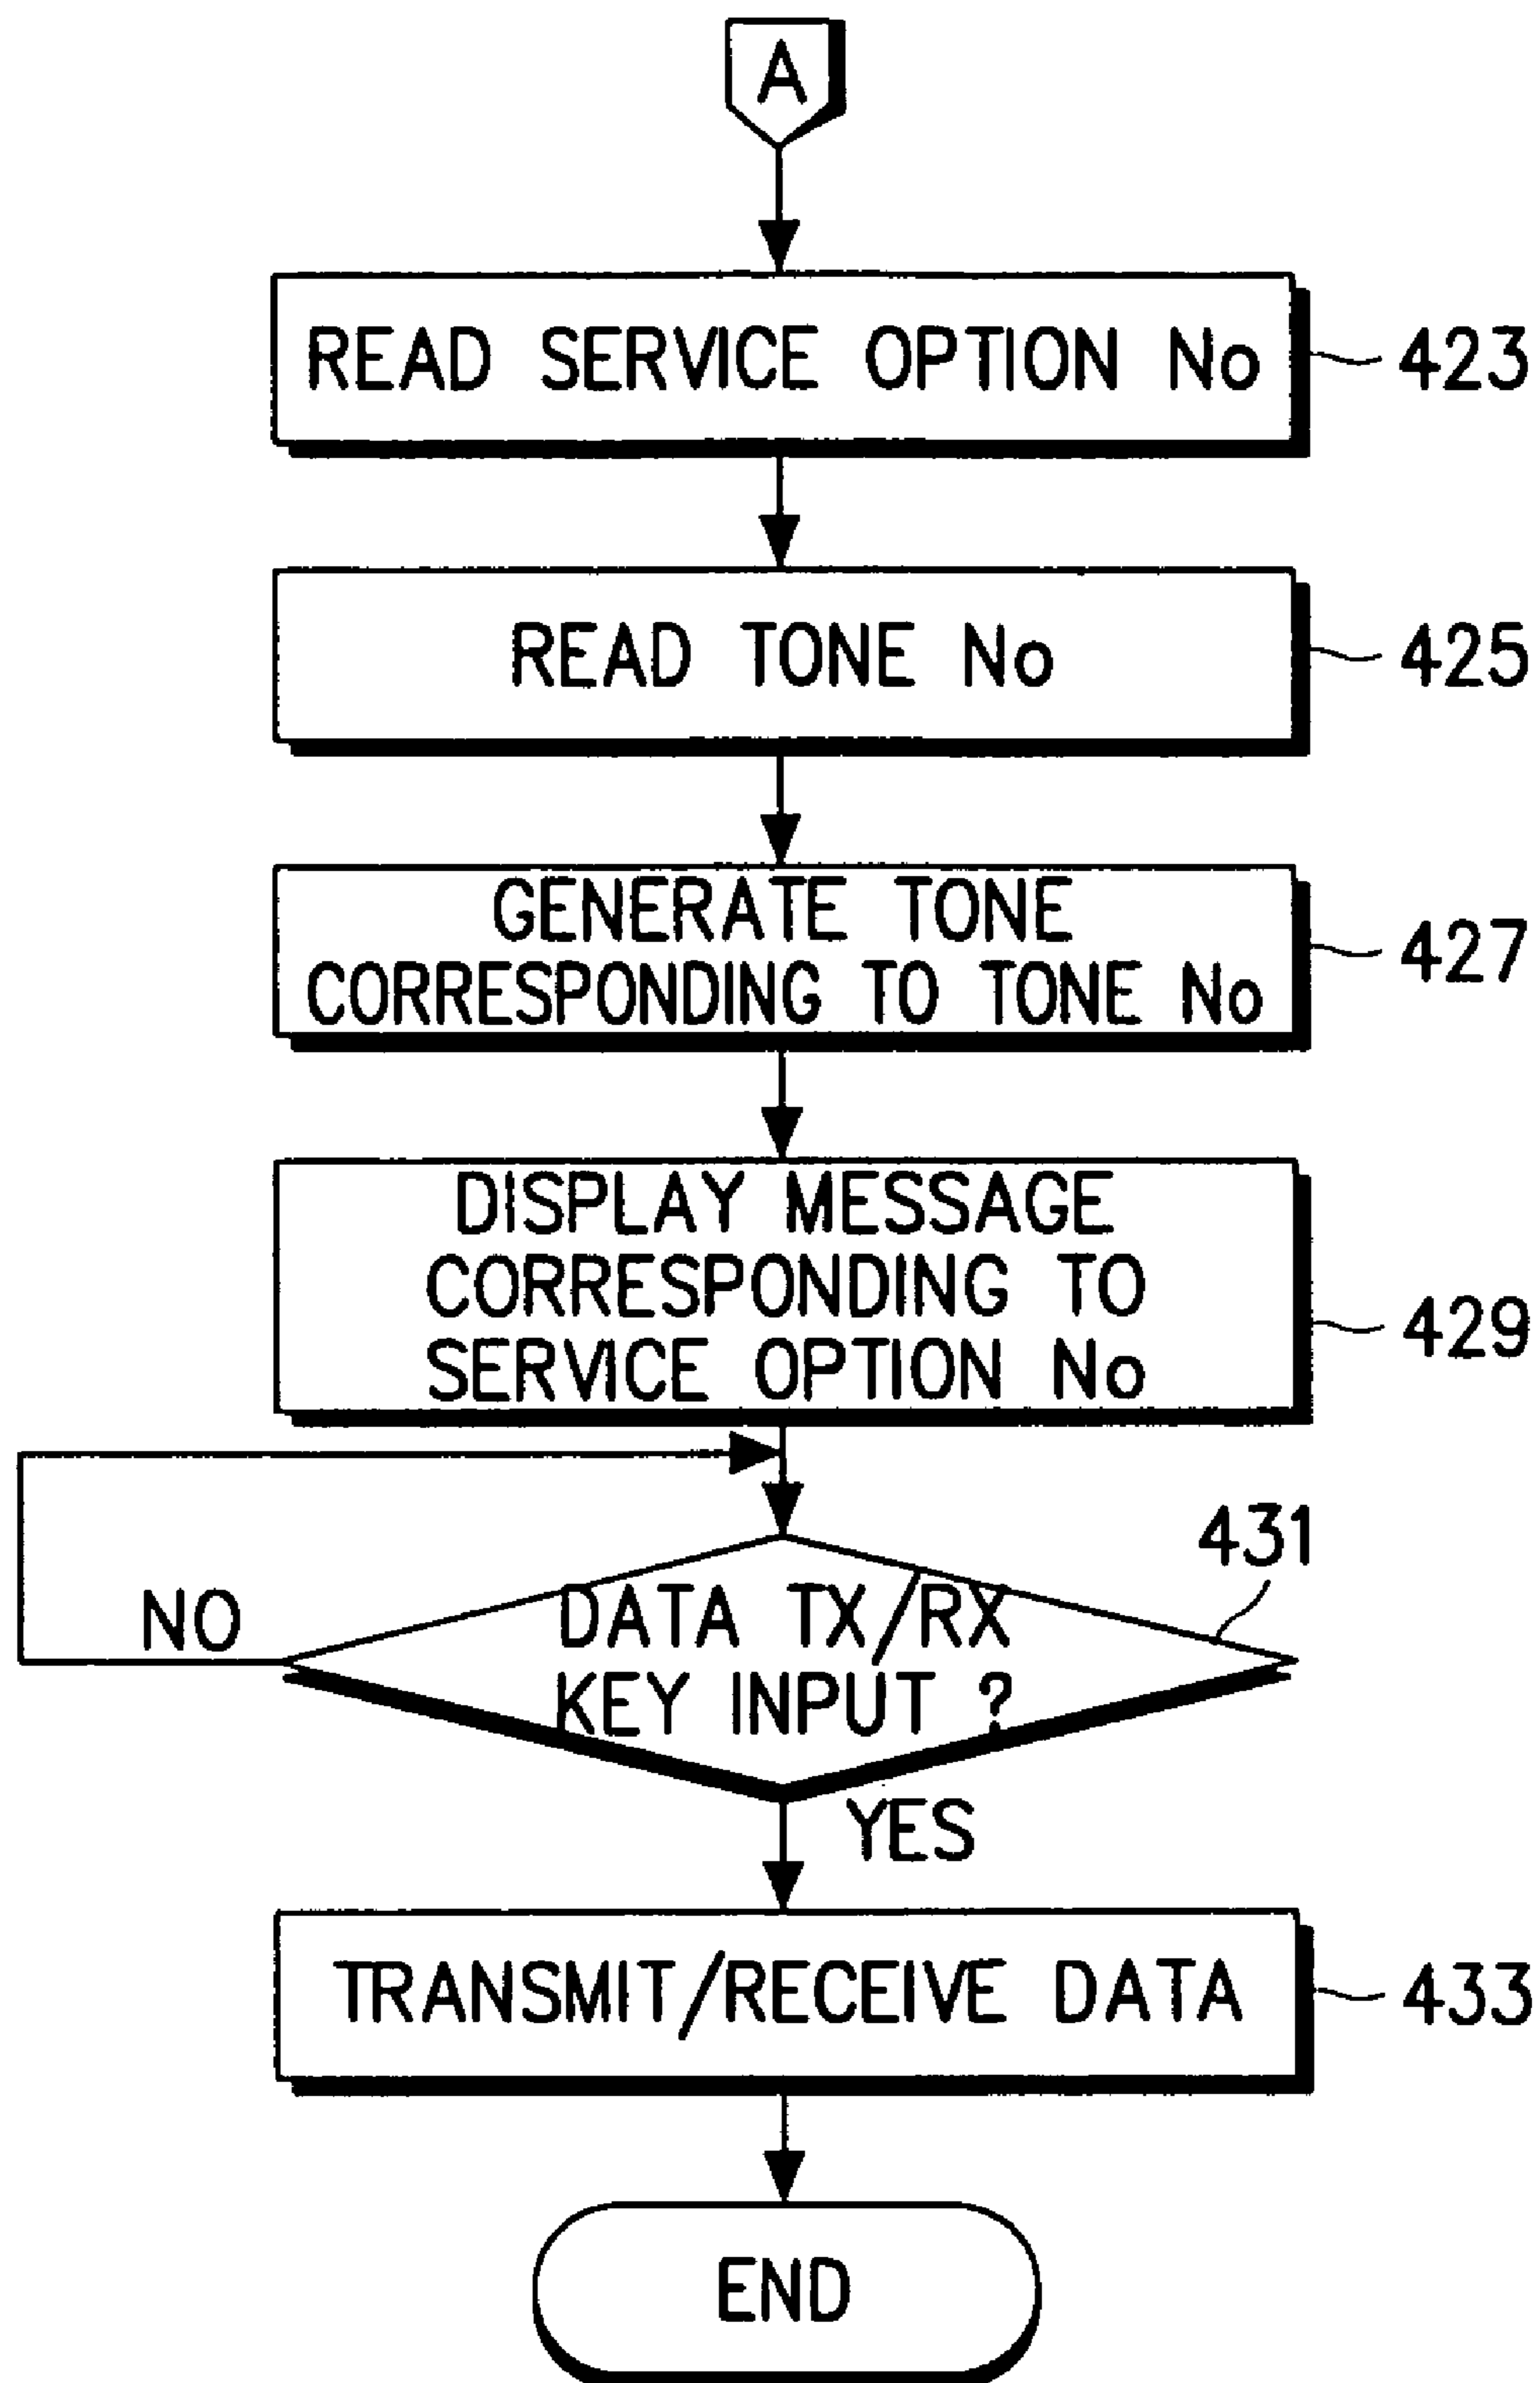 A
READ SERVICE OPTION No
423
READ TONE No
425
GENERATE TONE
CORRESPONDING TO TONE No
427
DISPLAY MESSAGE
CORRESPONDING TO
SERVICE OPTION No
429
431
NO
DATA TX/RX
KEY INPUT ?
YES
TRANSMIT/RECEIVE DATA
433
END